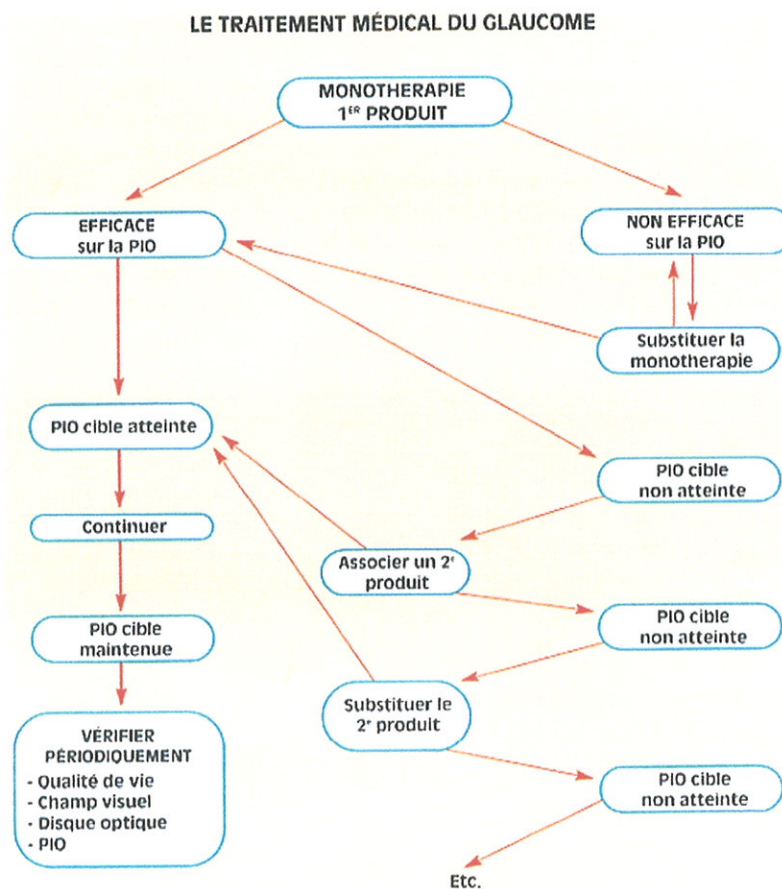 LE TRAITEMENT MÉDICAL DU GLAUCOME
MONOTHERAPIE
1ER PRODUIT
EFFICACE
sur la PIO
NON EFFICACE
sur la PIO
Substituer la
monotherapie
PIO cible atteinte
PIO cible
non atteinte
Continuer
Associer un 2e
produit
PIO cible
non atteinte
PIO cible
maintenue
Substituer le
2e produit
VÉRIFIER
PÉRIODIQUEMENT
- Qualité de vie
- Champ visuel
- Disque optique
- PIO
PIO cible
non atteinte
Etc.